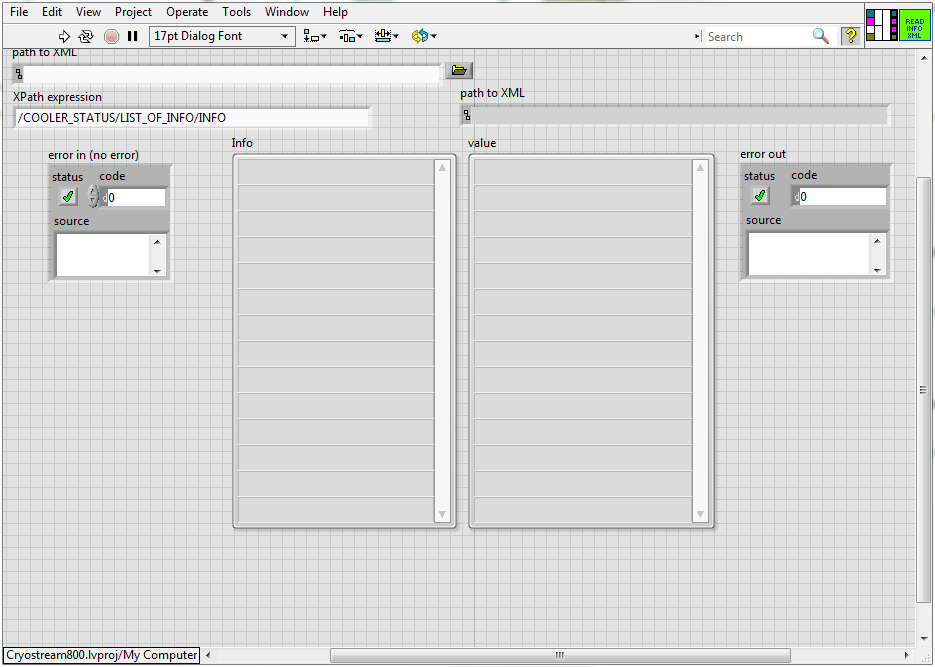 File Edit View Project Operate Tools Window Help
17pt Dialog Font
Search
?
READ
INFO
XML
path to XML
XPath expression
/COOLER_STATUS/LIST_OF_INFO/INFO
path to XML
error in (no error)
status code
0
source
Info
value
error out
status code
0
source
Cryostream800.lvproj/My Computer